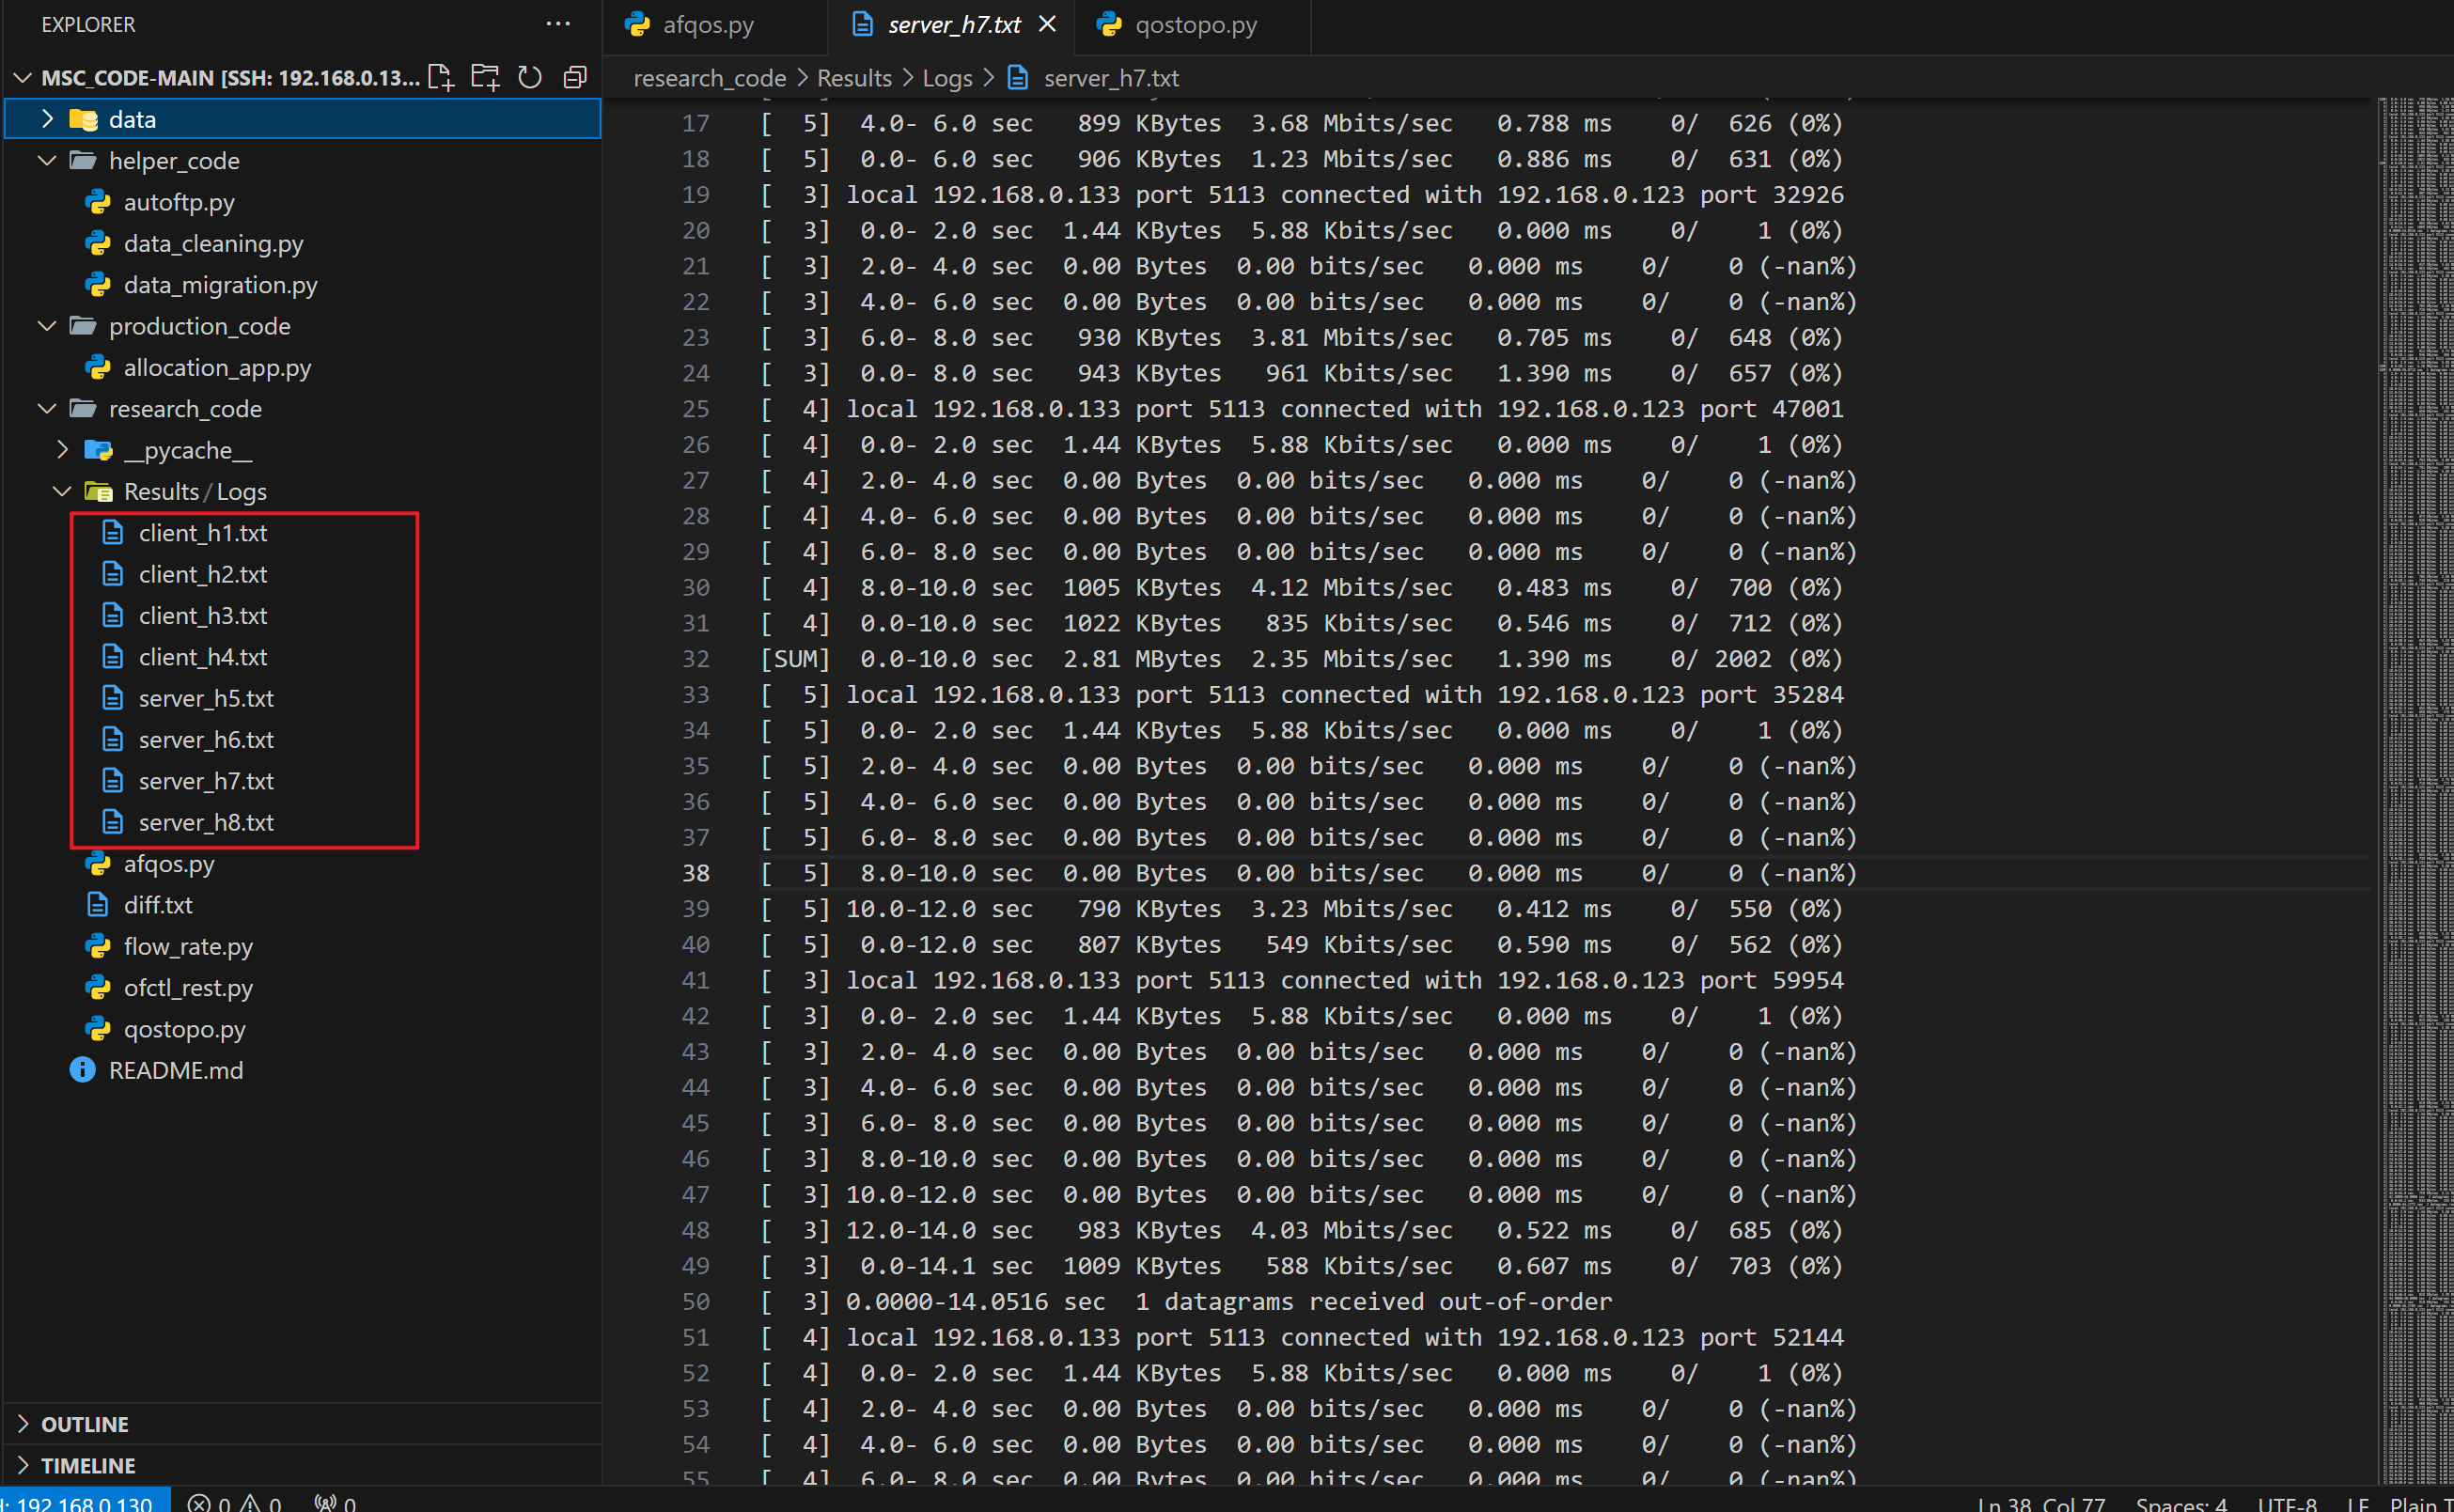 EXPLORER
MSC_CODE-MAIN [SSH: 192.168.0.13...
data
helper_code
autoftp.py
data_cleaning.py
data_migration.py
production_code
allocation_app.py
research_code
__pycache__
Results / Logs
client_h1.txt
client_h2.txt
client_h3.txt
client_h4.txt
server_h5.txt
server_h6.txt
server_h7.txt
server_h8.txt
afqos.py
diff.txt
flow_rate.py
ofctl_rest.py
qostopo.py
README.md
OUTLINE
TIMELINE
afqos.py
server_h7.txt
qostopo.py
research_code > Results > Logs > server_h7.txt
17 [  5]  4.0- 6.0 sec   899 KBytes  3.68 Mbits/sec   0.788 ms    0/  626 (0%)
18 [  5]  0.0- 6.0 sec   906 KBytes  1.23 Mbits/sec   0.886 ms    0/  631 (0%)
19 [  3] local 192.168.0.133 port 5113 connected with 192.168.0.123 port 32926
20 [  3]  0.0- 2.0 sec  1.44 KBytes  5.88 Kbits/sec   0.000 ms    0/    1 (0%)
21 [  3]  2.0- 4.0 sec  0.00 Bytes  0.00 bits/sec   0.000 ms    0/    0 (-nan%)
22 [  3]  4.0- 6.0 sec  0.00 Bytes  0.00 bits/sec   0.000 ms    0/    0 (-nan%)
23 [  3]  6.0- 8.0 sec   930 KBytes  3.81 Mbits/sec   0.705 ms    0/  648 (0%)
24 [  3]  0.0- 8.0 sec   943 KBytes   961 Kbits/sec   1.390 ms    0/  657 (0%)
25 [  4] local 192.168.0.133 port 5113 connected with 192.168.0.123 port 47001
26 [  4]  0.0- 2.0 sec  1.44 KBytes  5.88 Kbits/sec   0.000 ms    0/    1 (0%)
27 [  4]  2.0- 4.0 sec  0.00 Bytes  0.00 bits/sec   0.000 ms    0/    0 (-nan%)
28 [  4]  4.0- 6.0 sec  0.00 Bytes  0.00 bits/sec   0.000 ms    0/    0 (-nan%)
29 [  4]  6.0- 8.0 sec  0.00 Bytes  0.00 bits/sec   0.000 ms    0/    0 (-nan%)
30 [  4]  8.0-10.0 sec  1005 KBytes  4.12 Mbits/sec   0.483 ms    0/  700 (0%)
31 [  4]  0.0-10.0 sec  1022 KBytes   835 Kbits/sec   0.546 ms    0/  712 (0%)
32 [SUM]  0.0-10.0 sec  2.81 MBytes  2.35 Mbits/sec   1.390 ms    0/ 2002 (0%)
33 [  5] local 192.168.0.133 port 5113 connected with 192.168.0.123 port 35284
34 [  5]  0.0- 2.0 sec  1.44 KBytes  5.88 Kbits/sec   0.000 ms    0/    1 (0%)
35 [  5]  2.0- 4.0 sec  0.00 Bytes  0.00 bits/sec   0.000 ms    0/    0 (-nan%)
36 [  5]  4.0- 6.0 sec  0.00 Bytes  0.00 bits/sec   0.000 ms    0/    0 (-nan%)
37 [  5]  6.0- 8.0 sec  0.00 Bytes  0.00 bits/sec   0.000 ms    0/    0 (-nan%)
38 [  5]  8.0-10.0 sec  0.00 Bytes  0.00 bits/sec   0.000 ms    0/    0 (-nan%)
39 [  5] 10.0-12.0 sec   790 KBytes  3.23 Mbits/sec   0.412 ms    0/  550 (0%)
40 [  5]  0.0-12.0 sec   807 KBytes   549 Kbits/sec   0.590 ms    0/  562 (0%)
41 [  3] local 192.168.0.133 port 5113 connected with 192.168.0.123 port 59954
42 [  3]  0.0- 2.0 sec  1.44 KBytes  5.88 Kbits/sec   0.000 ms    0/    1 (0%)
43 [  3]  2.0- 4.0 sec  0.00 Bytes  0.00 bits/sec   0.000 ms    0/    0 (-nan%)
44 [  3]  4.0- 6.0 sec  0.00 Bytes  0.00 bits/sec   0.000 ms    0/    0 (-nan%)
45 [  3]  6.0- 8.0 sec  0.00 Bytes  0.00 bits/sec   0.000 ms    0/    0 (-nan%)
46 [  3]  8.0-10.0 sec  0.00 Bytes  0.00 bits/sec   0.000 ms    0/    0 (-nan%)
47 [  3] 10.0-12.0 sec  0.00 Bytes  0.00 bits/sec   0.000 ms    0/    0 (-nan%)
48 [  3] 12.0-14.0 sec   983 KBytes  4.03 Mbits/sec   0.522 ms    0/  685 (0%)
49 [  3]  0.0-14.1 sec  1009 KBytes   588 Kbits/sec   0.607 ms    0/  703 (0%)
50 [  3] 0.0000-14.0516 sec  1 datagrams received out-of-order
51 [  4] local 192.168.0.133 port 5113 connected with 192.168.0.123 port 52144
52 [  4]  0.0- 2.0 sec  1.44 KBytes  5.88 Kbits/sec   0.000 ms    0/    1 (0%)
53 [  4]  2.0- 4.0 sec  0.00 Bytes  0.00 bits/sec   0.000 ms    0/    0 (-nan%)
54 [  4]  4.0- 6.0 sec  0.00 Bytes  0.00 bits/sec   0.000 ms    0/    0 (-nan%)
55 [  4]  6.0- 8.0 sec  0.00 Bytes  0.00 bits/sec   0.000 ms    0/    0 (-nan%)
H: 192.168.0.130 0 0 0 Ln 38, Col 77 Spaces: 4 UTF-8 LF Plain T